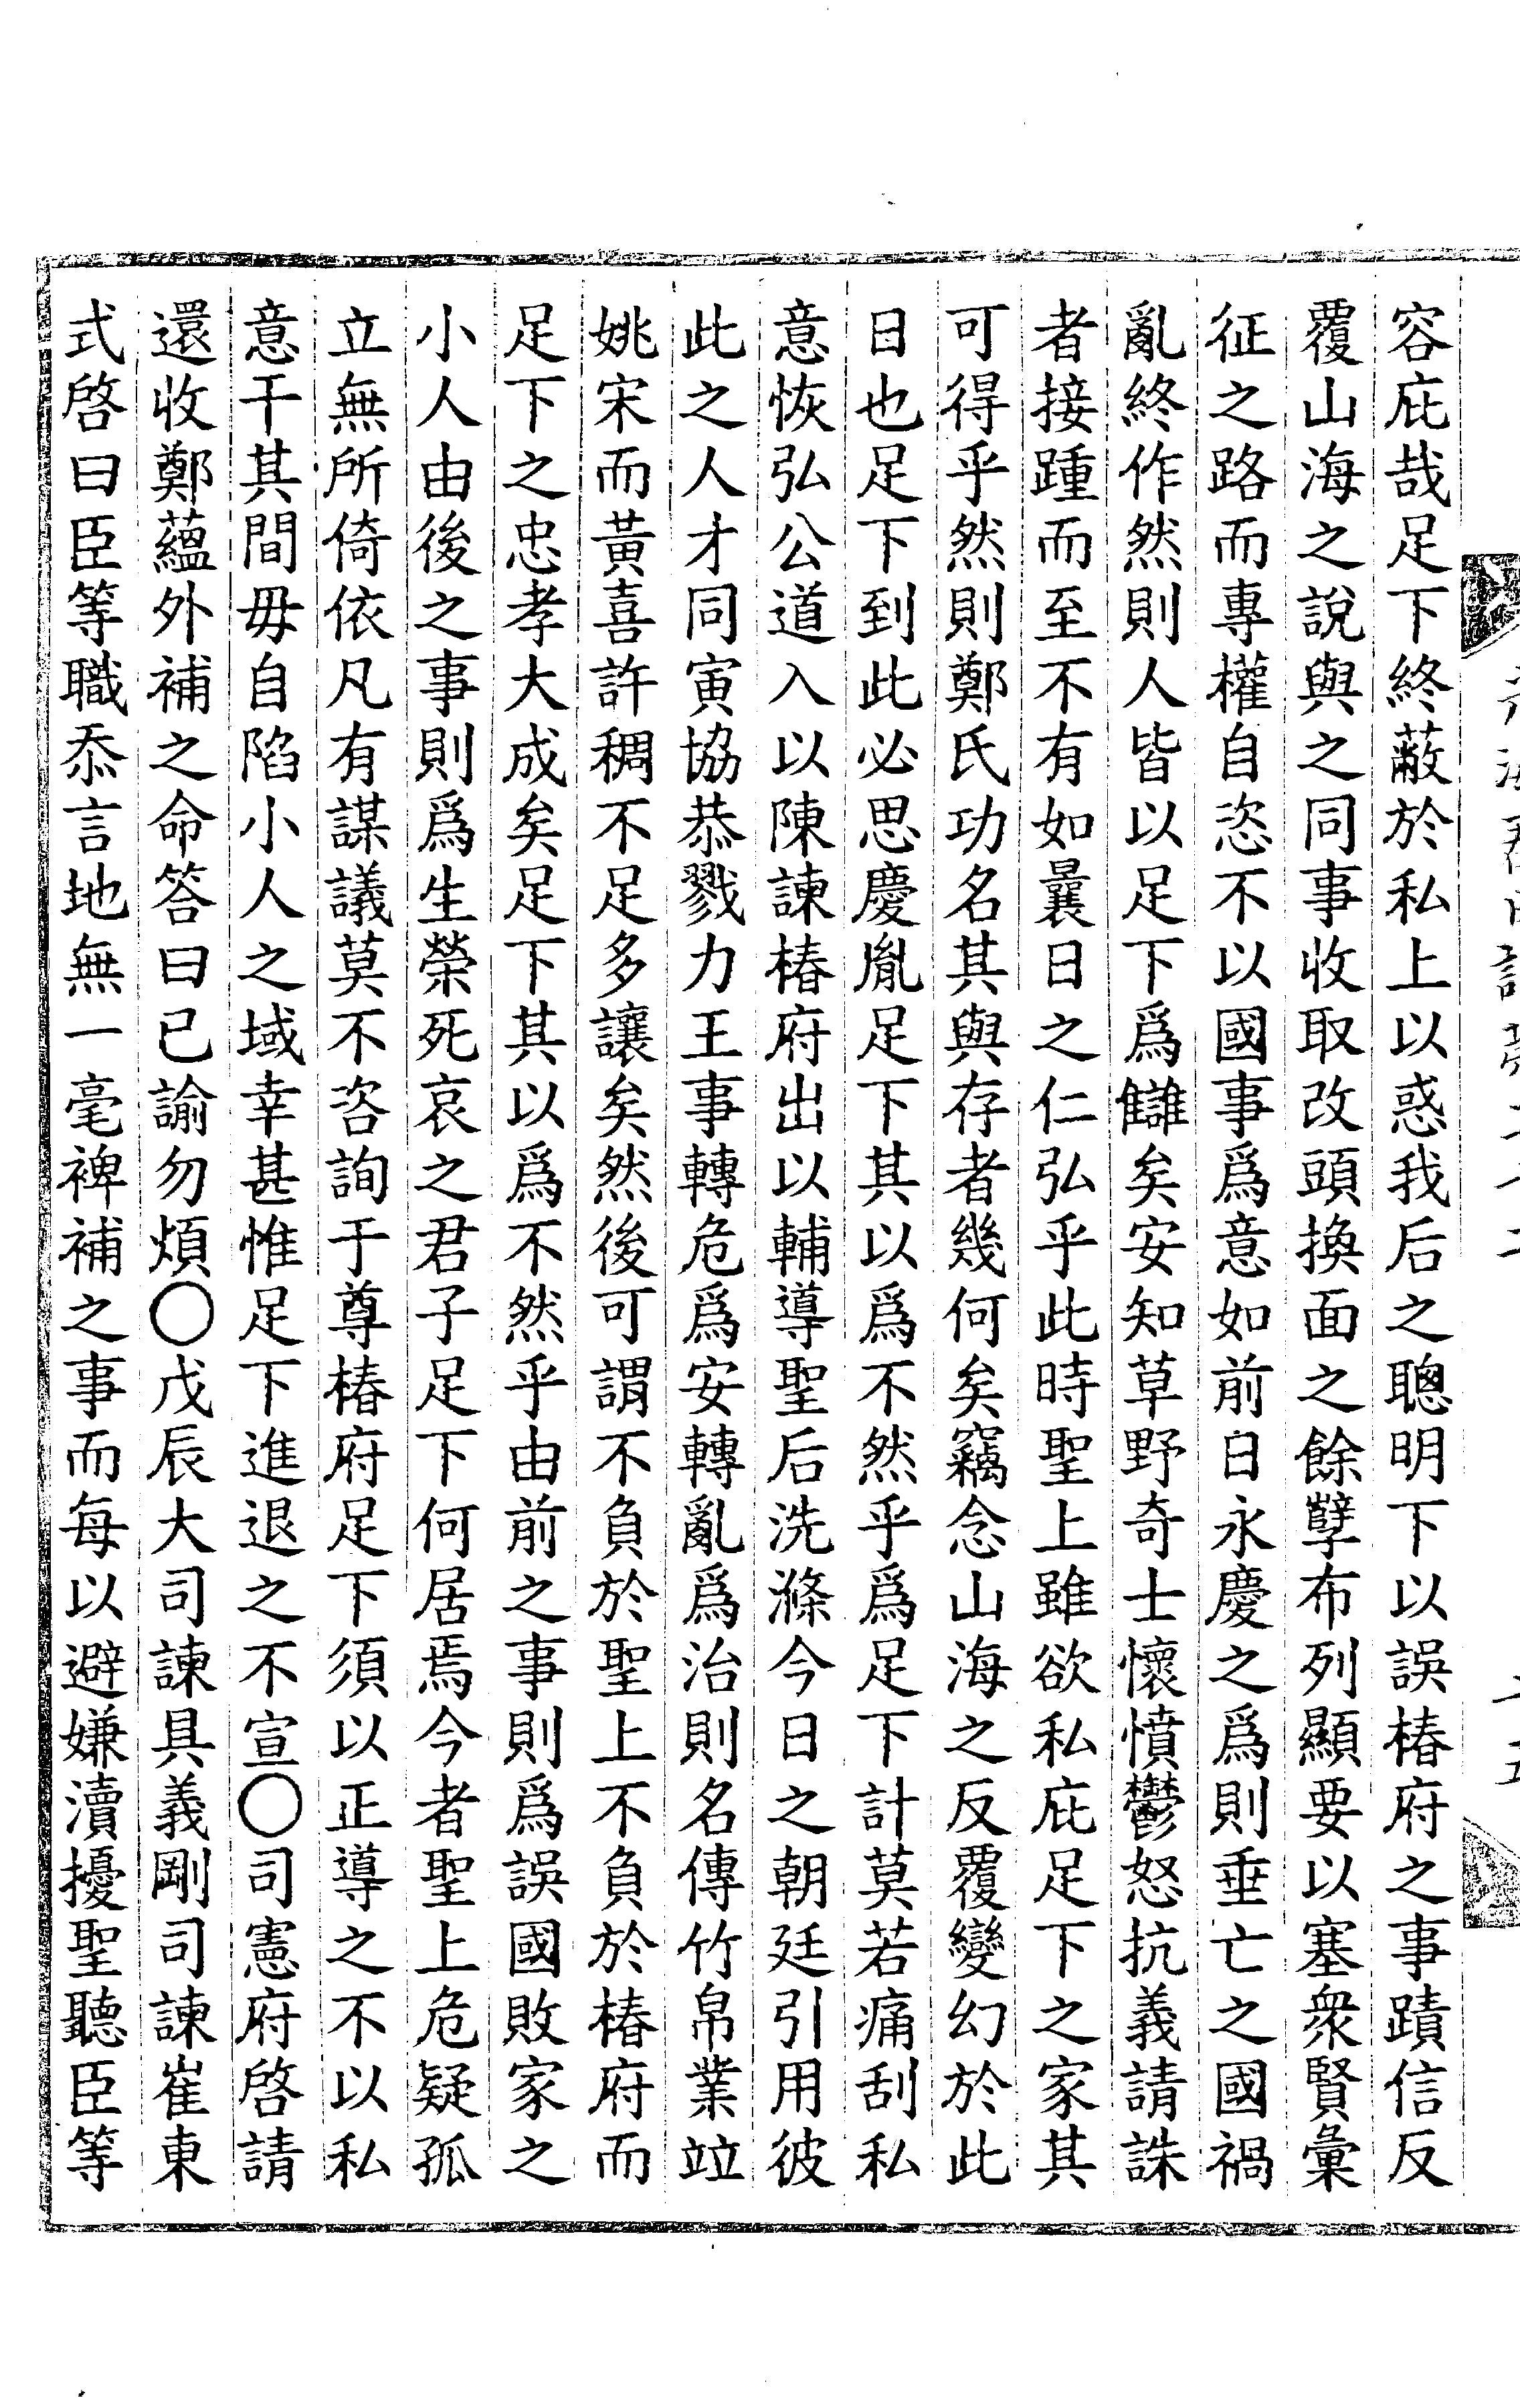 容庇哉足下終蔽於私上以惑我后之聰明下以誤椿府之事蹟信反
覆山海之說與之同事收取改頭換面之餘孼布列顯要以塞衆賢彙
征之路而專權自恣不以國事爲意如前日永慶之爲則垂亡之國禍
亂終作然則人皆以足下爲讎矣安知草野奇士懷憤鬱怒抗義請誅
者接踵而至不有如曩日之仁弘乎此時聖上雖欲私庇足下之家其
可得乎然則鄭氏功名其與存者幾何矣竊念山海之反覆變幻於此
日也足下到此必思慶胤足下其以爲不然乎爲足下計莫若痛刮私
意恢弘公道入以陳諫椿府出以輔導聖后洗滌今日之朝廷引用彼
此之人才同寅協恭戮力王事轉危爲安轉亂爲治則名傳竹帛業竝
姚宋而黃喜許稠不足多讓矣然後可謂不負於聖上不負於椿府而
足下之忠孝大成矣足下其以爲不然乎由前之事則爲誤國敗家之
小人由後之事則爲生榮死哀之君子足下何居焉今者聖上危疑孤
立無所倚依凡有謀議莫不咨詢于尊椿府足下須以正導之不以私
意干其間毋自陷小人之域幸甚惟足下進退之不宣○司憲府啓請
還收鄭蘊外補之命答曰已諭勿煩○戊辰大司諫具義剛司諫崔東
式啓曰臣等職忝言地無一毫裨補之事而每以避嫌瀆擾聖聽臣等